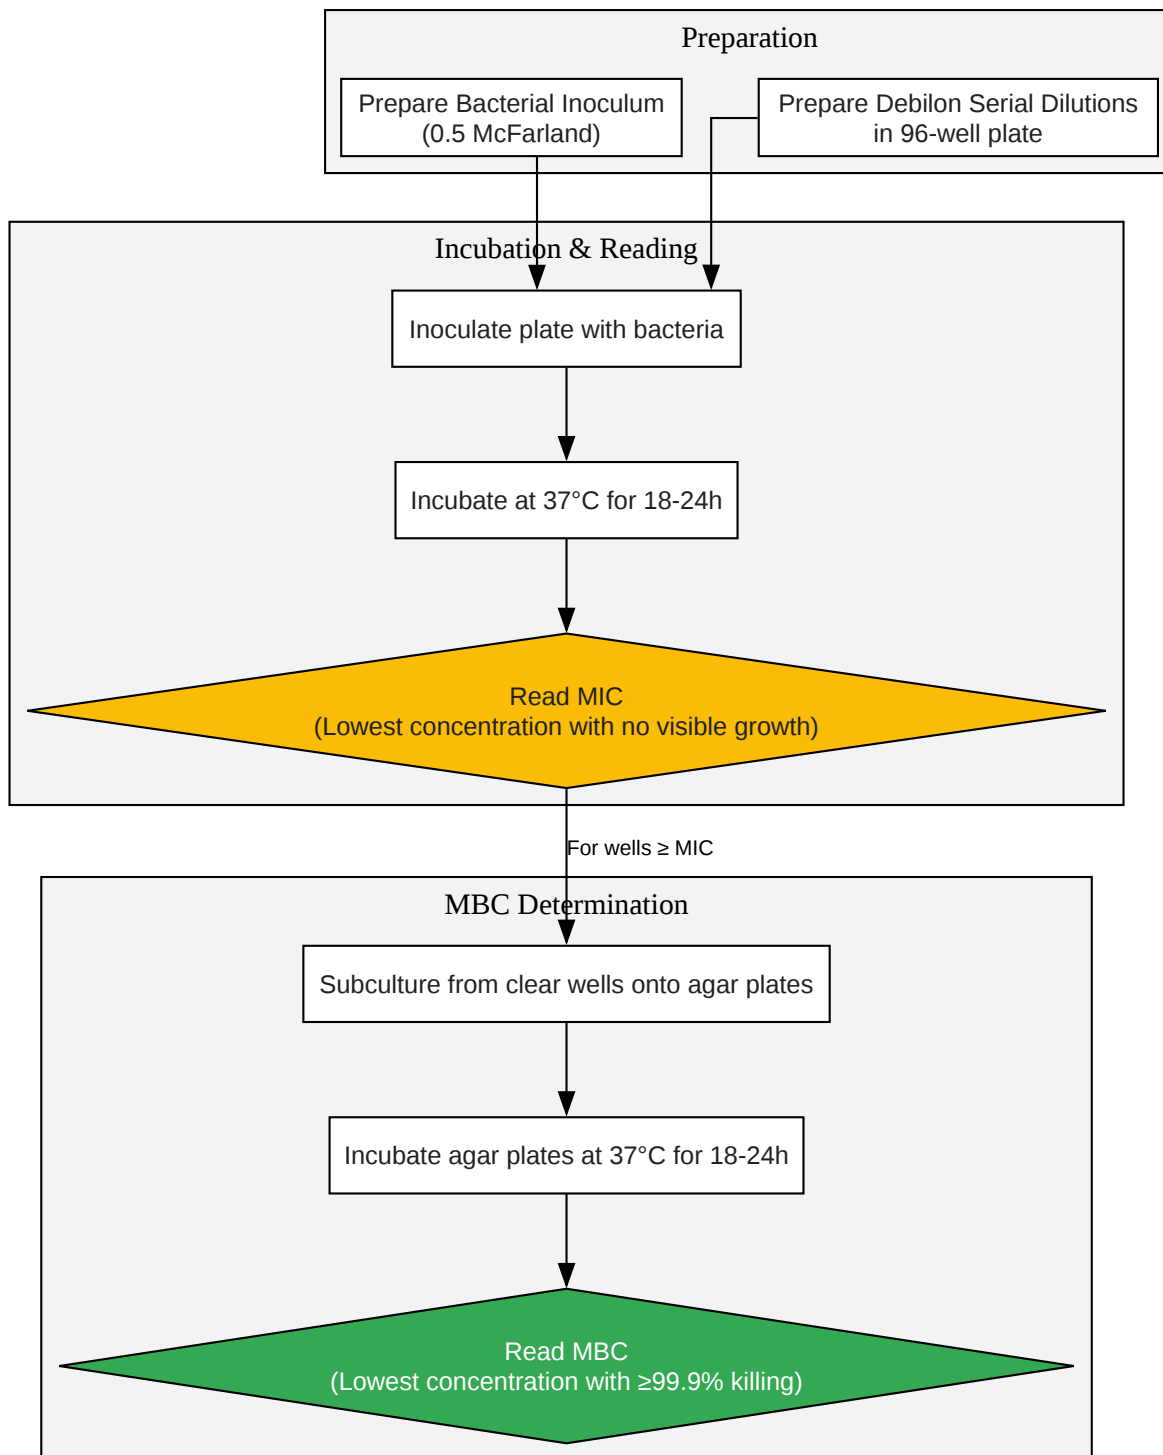 Preparation
Prepare Bacterial Inoculum
(0.5 McFarland)
Prepare Debilon Serial Dilutions
in 96-well plate
Incubation & Reading
Inoculate plate with bacteria
Incubate at 37°C for 18-24h
Read MIC
(Lowest concentration with no visible growth)
For wells ≥ MIC
MBC Determination
Subculture from clear wells onto agar plates
Incubate agar plates at 37°C for 18-24h
Read MBC
(Lowest concentration with ≥99.9% killing)